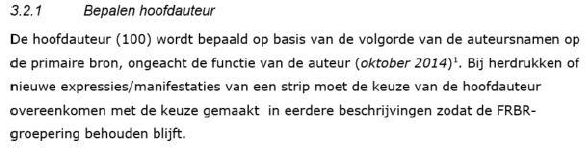 3.2.1 Bepalen hoofdauteur
De hoofdauteur (100) wordt bepaald op basis van de volgorde van de auteursnamen op
de primaire bron, ongeacht de functie van de auteur (oktober 2014)¹. Bij herdrukken of
nieuwe expressies/manifestaties van een strip moet de keuze van de hoofdauteur
overeenkomen met de keuze gemaakt in eerdere beschrijvingen zodat de FRBR-
groepering behouden blijft.